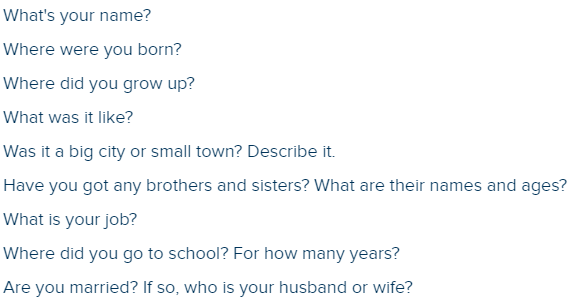 What's your name?
Where were you born?
Where did you grow up?
What was it like?
Was it a big city or small town? Describe it.
Have you got any brothers and sisters? What are their names and ages?
What is your job?
Where did you go to school? For how many years?
Are you married? If so, who is your husband or wife?